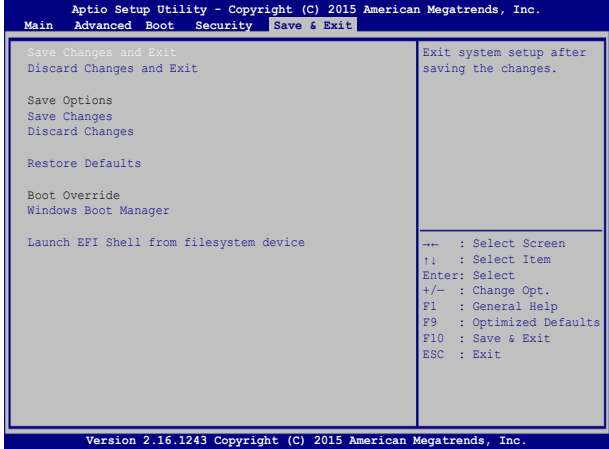 Aptio Setup Utility - Copyright (C) 2015 American Megatrends, Inc.
Main Advanced Boot Security Save & Exit
Save Changes and Exit
Discard Changes and Exit
Save Options
Save Changes
Discard Changes
Restore Defaults
Boot Override
Windows Boot Manager
Launch EFI Shell from filesystem device
Exit system setup after
saving the changes.
→← : Select Screen
↑↓ : Select Item
Enter: Select
+/— : Change Opt.
F1 : General Help
F9 : Optimized Defaults
F10 : Save & Exit
ESC : Exit
Version 2.16.1243 Copyright (C) 2015 American Megatrends, Inc.